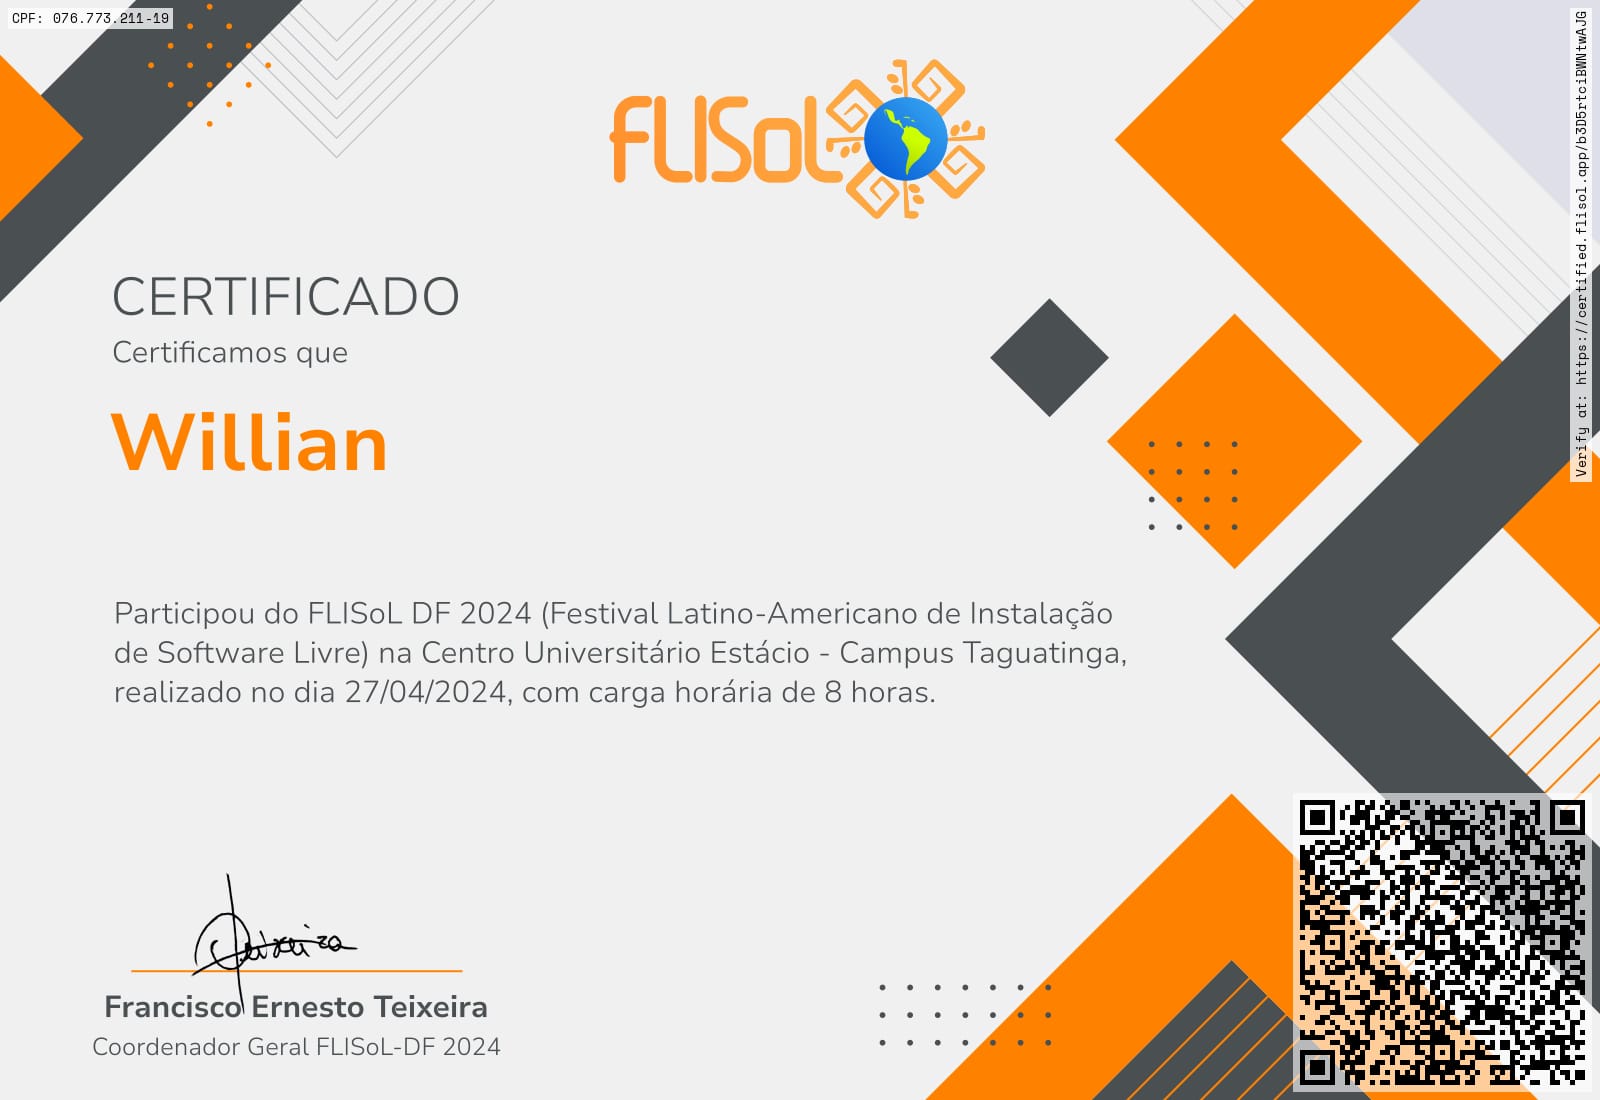 CPF: 076.773.211-19
FLISoL
CERTIFICADO
Certificamos que
Willian
Participou do FLISoL DF 2024 (Festival Latino-Americano de Instalação
de Software Livre) na Centro Universitário Estácio - Campus Taguatinga,
realizado no dia 27/04/2024, com carga horária de 8 horas.
Teixeira
Francisco Ernesto Teixeira
Coordenador Geral FLISoL-DF 2024
Verify at: https://certified.flisol.app/b3D5rtoiBWNtwAJG